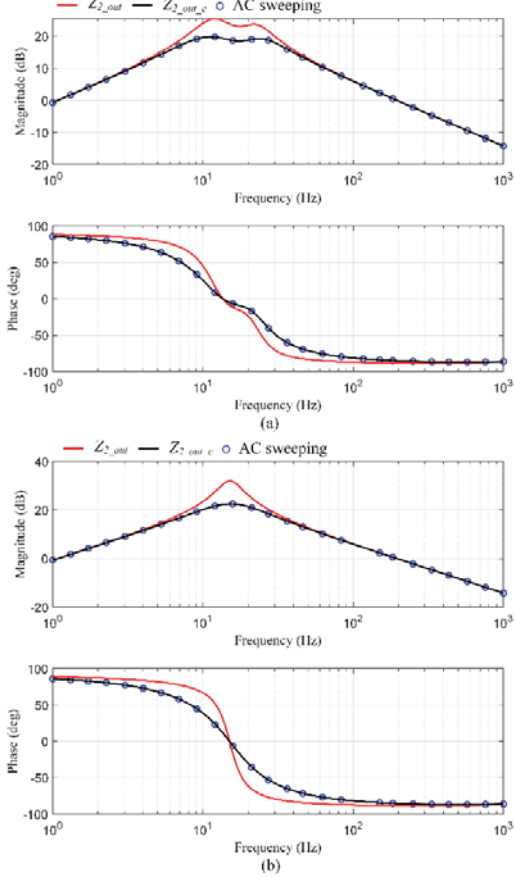 Z2_out Z2_out_c AC sweeping
20
10
0
-10
-20
Magnitude (dB)
10^0 10^1 10^2 10^3
Frequency (Hz)
100
50
0
-50
-100
Phase (deg)
10^0 10^1 10^2 10^3
Frequency (Hz)
(a)
Z2_out Z2_out_c AC sweeping
40
20
0
-20
Magnitude (dB)
10^0 10^1 10^2 10^3
Frequency (Hz)
100
50
0
-50
-100
Phase (deg)
10^0 10^1 10^2 10^3
Frequency (Hz)
(b)